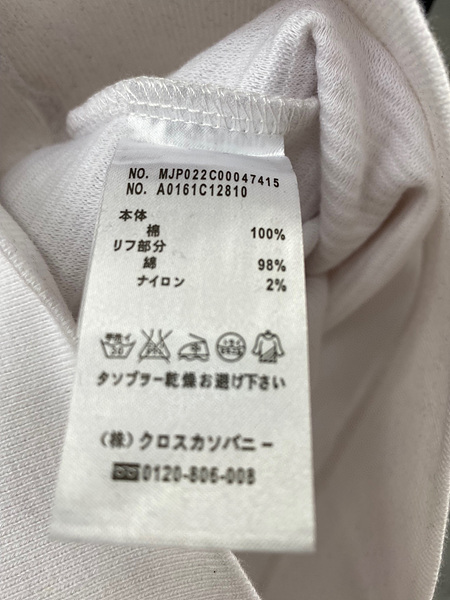 NO. MJP022C00047415
NO. A0161C12810
本体
棉 100%
リフ部分
綿 98%
ナイロン 2%
タソブラー乾燥お避け下さい
(株)クロスカソパニー
0120-806-008